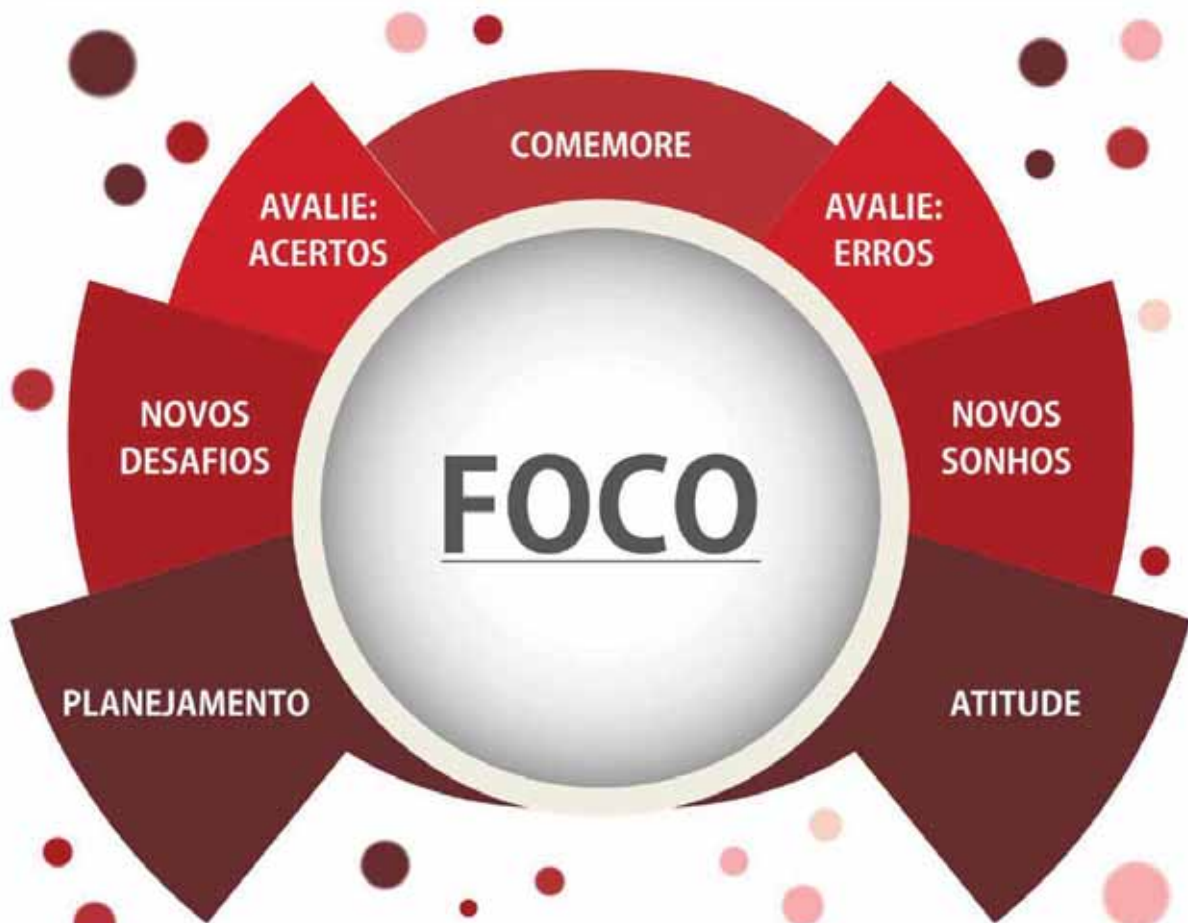 COMEMORE
AVALIE:
ACERTOS
AVALIE:
ERROS
NOVOS
DESAFIOS
NOVOS
SONHOS
FOCO
PLANEJAMENTO
ATITUDE